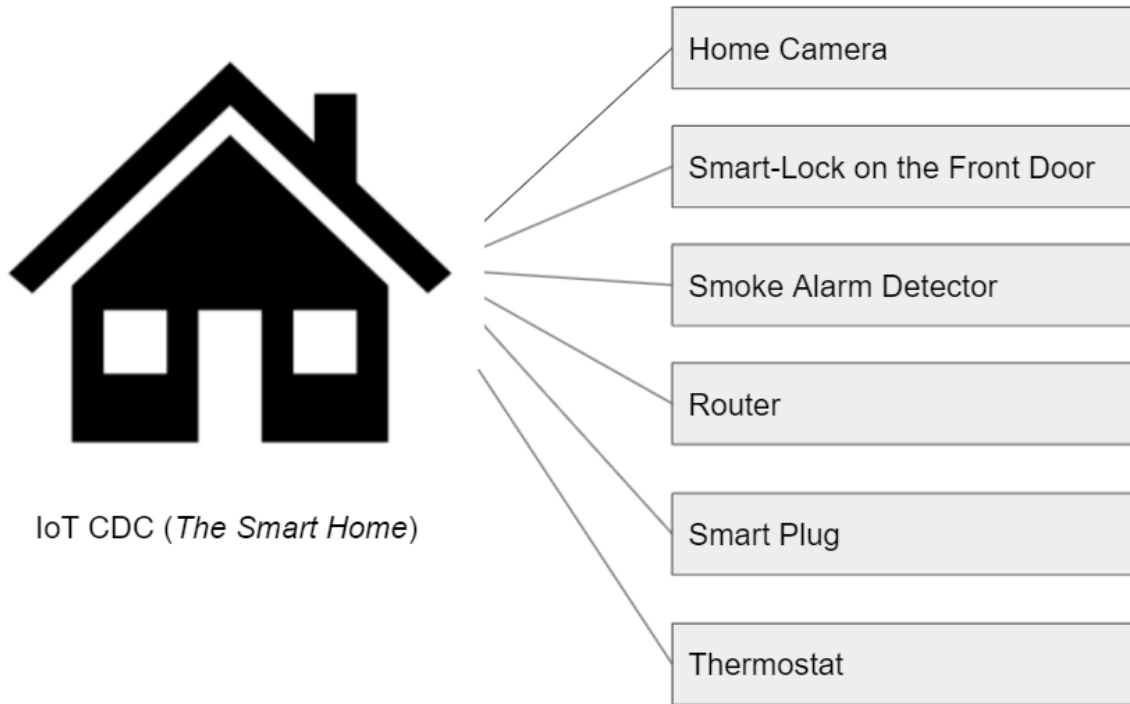 Home Camera
Smart-Lock on the Front Door
Smoke Alarm Detector
Router
Smart Plug
Thermostat
IoT CDC (The Smart Home)